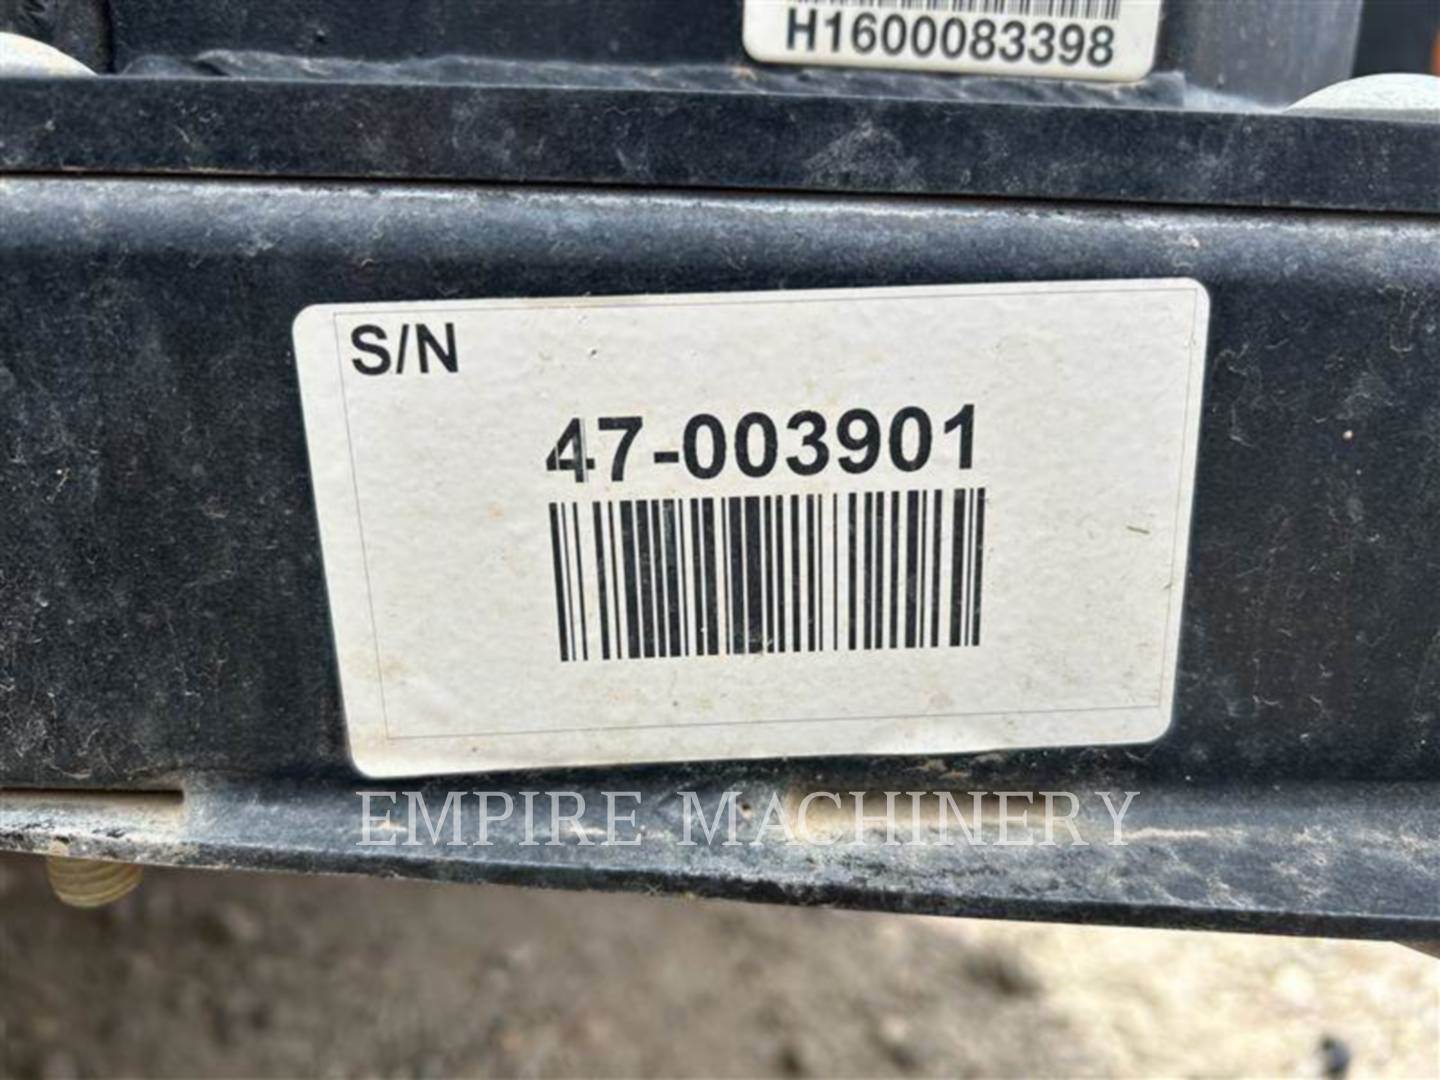 H1600083398
S/N
47-003901
EMPIRE MACHINERY